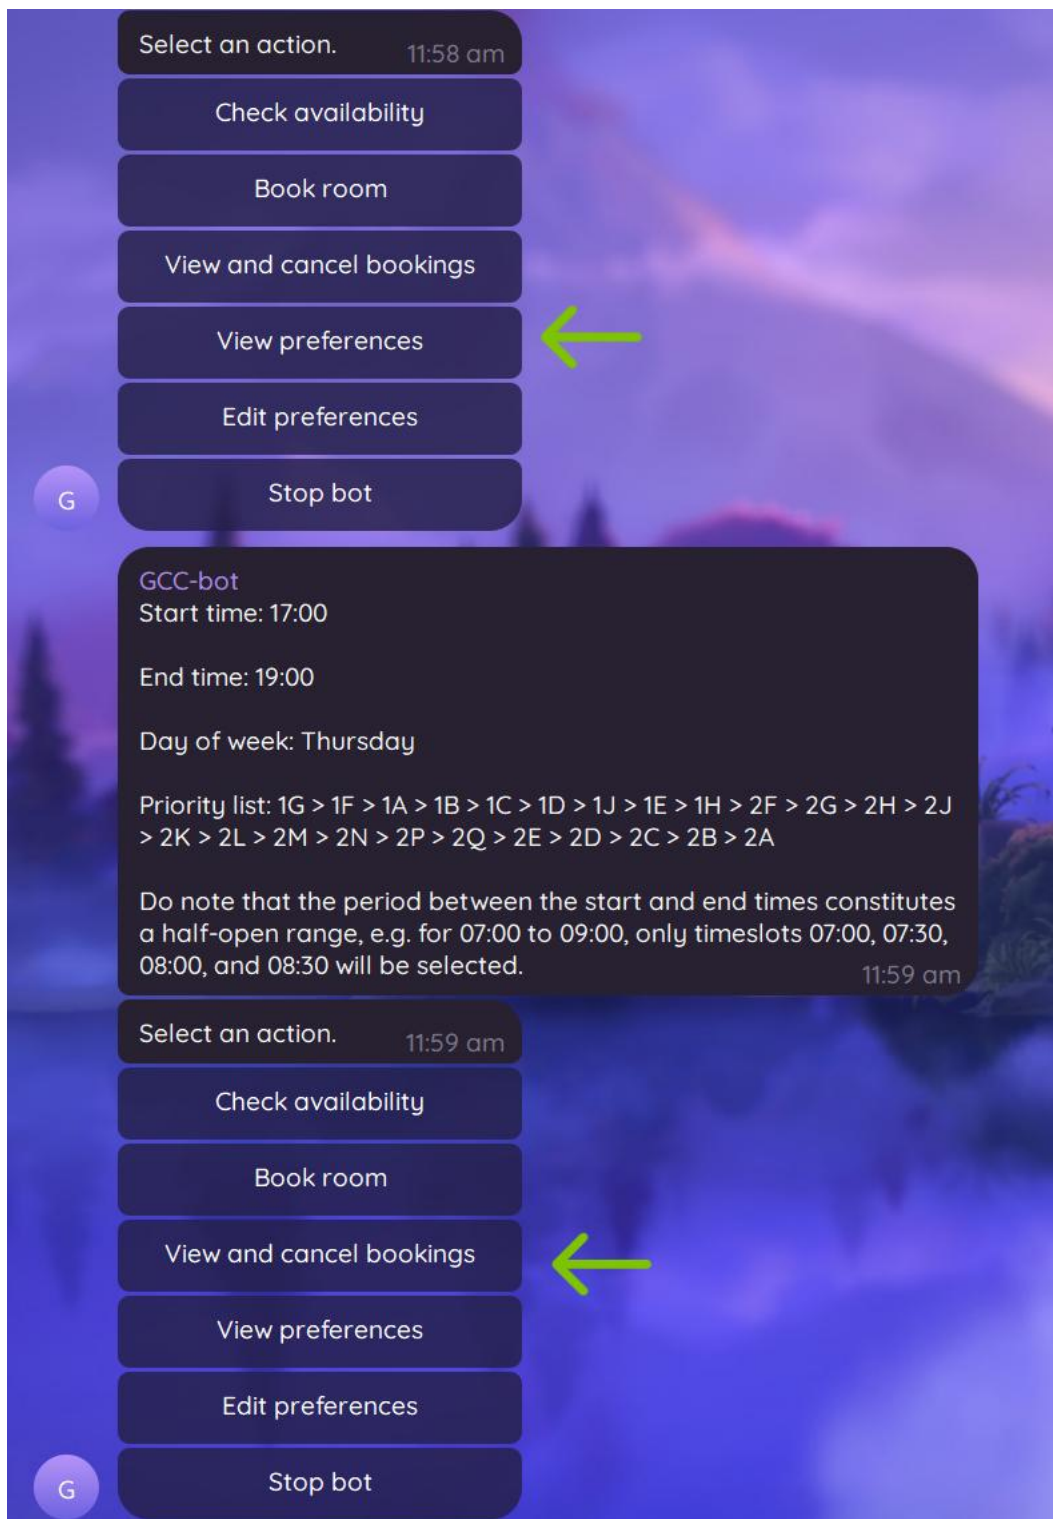 Select an action.
11:58 am
Check availability
Book room
View and cancel bookings
View preferences
Edit preferences
Stop bot
G
GCC-bot
Start time: 17:00
End time: 19:00
Day of week: Thursday
Priority list: 1G > 1F > 1A > 1B > 1C > 1D > 1J > 1E > 1H > 2F > 2G > 2H > 2J
> 2K > 2L > 2M > 2N > 2P > 2Q > 2E > 2D > 2C > 2B > 2A
Do note that the period between the start and end times constitutes
a half-open range, e.g. for 07:00 to 09:00, only timeslots 07:00, 07:30,
08:00, and 08:30 will be selected.
11:59 am
Select an action.
11:59 am
Check availability
Book room
View and cancel bookings
View preferences
Edit preferences
Stop bot
G